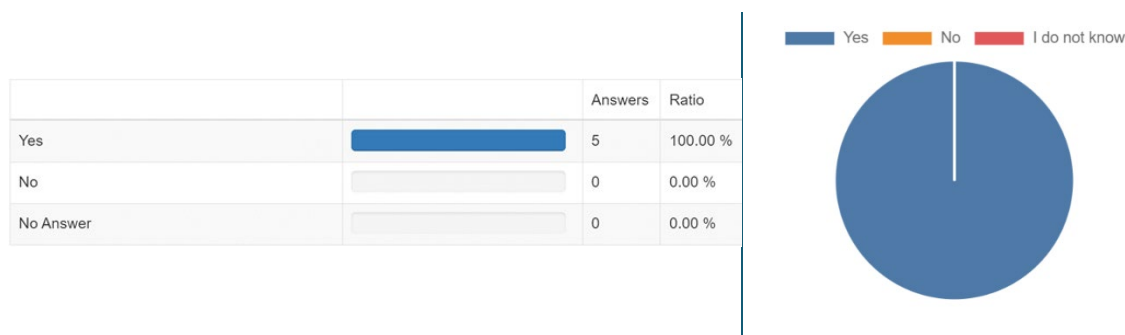 Answers Ratio
Yes 5 100.00 %
No 0 0.00 %
No Answer 0 0.00 %
Yes No I do not know